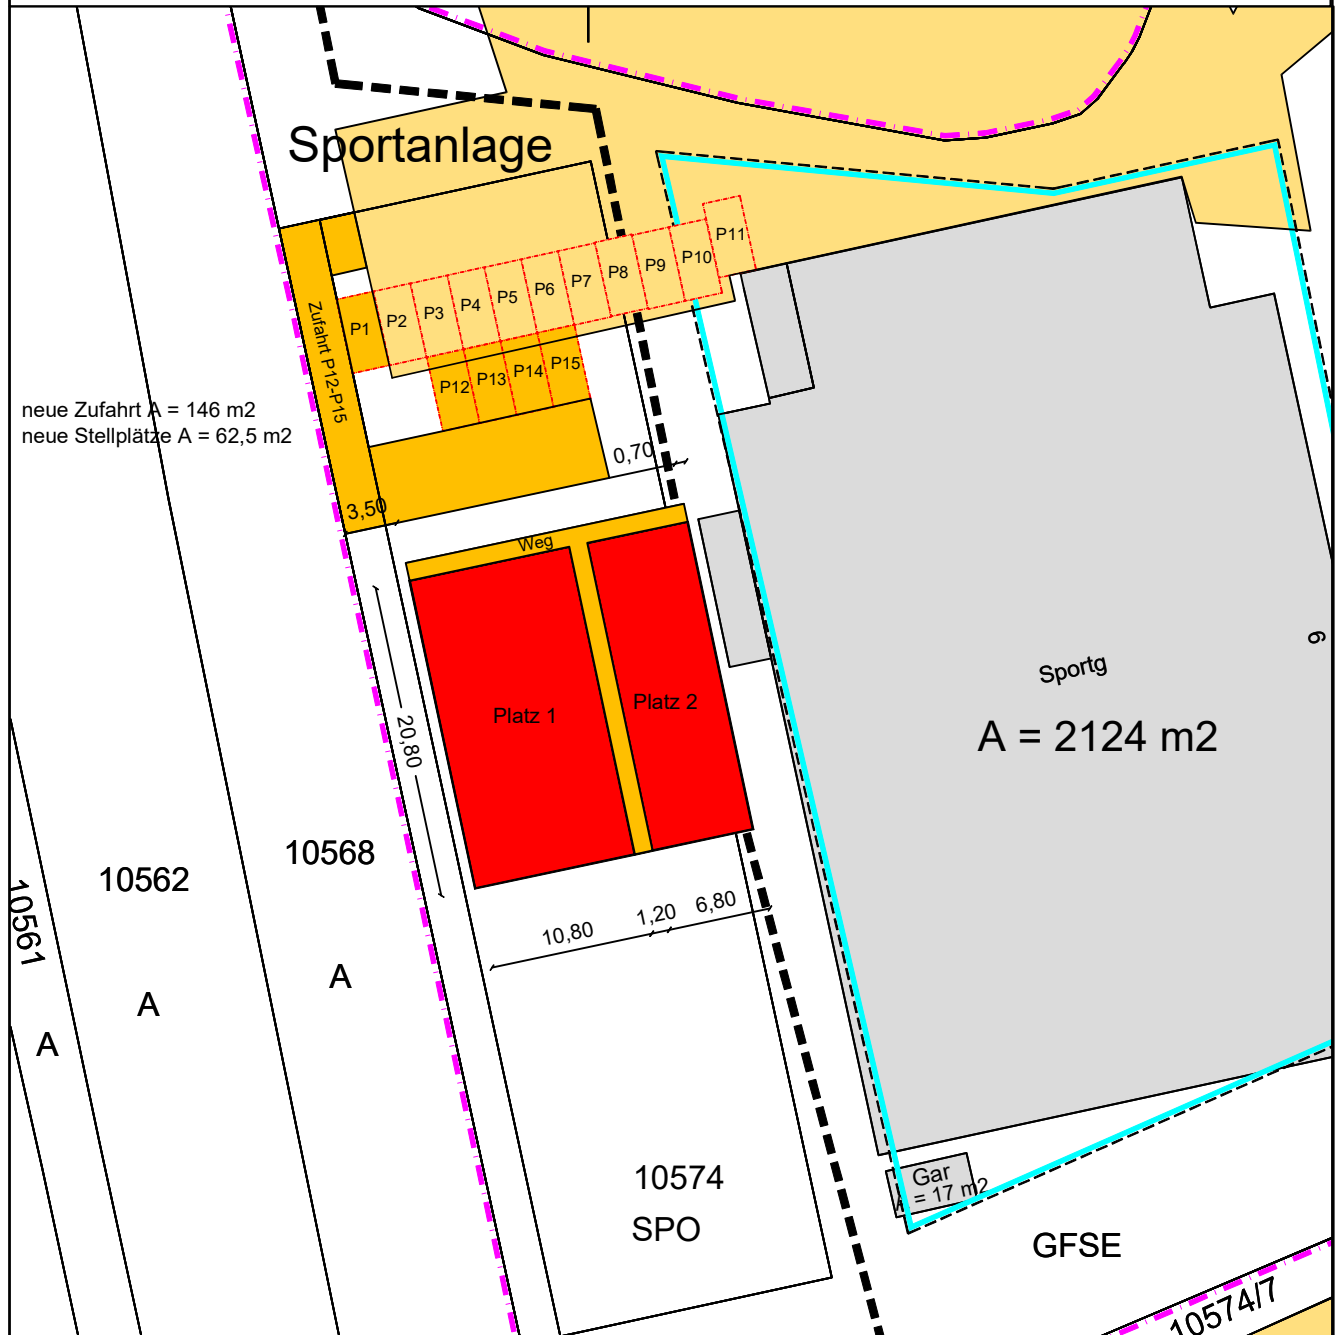 Sportanlage
P11
P10
P9
P8
P7
P6
P5
P4
P3
P2
P1
Zufahrt P12-P15
P12
P13
P14
P15
neue Zufahrt A = 146 m2
neue Stellplätze A = 62,5 m2
0,70
3,50
Weg
Platz 1
Platz 2
20,80
Sportg
6
A = 2124 m2
10568
10562
10561
10,80
1,20
6,80
A
A
A
10574
SPO
Gar
= 17 m2
GFSE
10574/7